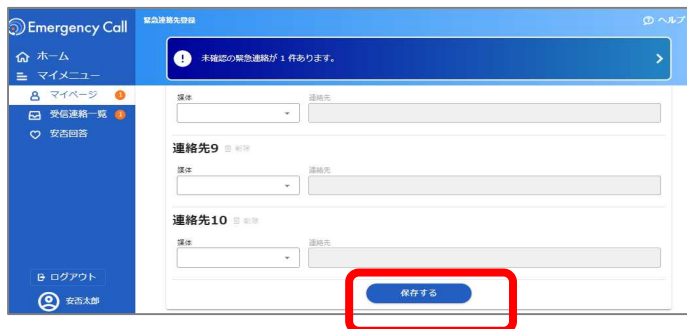 Emergency Call
緊急連絡先登録
ヘルプ
ホーム
マイメニュー
マイページ 1
受信連絡一覧 1
安否回答
ログアウト
安否太郎
! 未確認の緊急連絡が 1 件あります。
媒体 連絡先
連絡先9 削除
媒体 連絡先
連絡先10 削除
媒体 連絡先
保存する